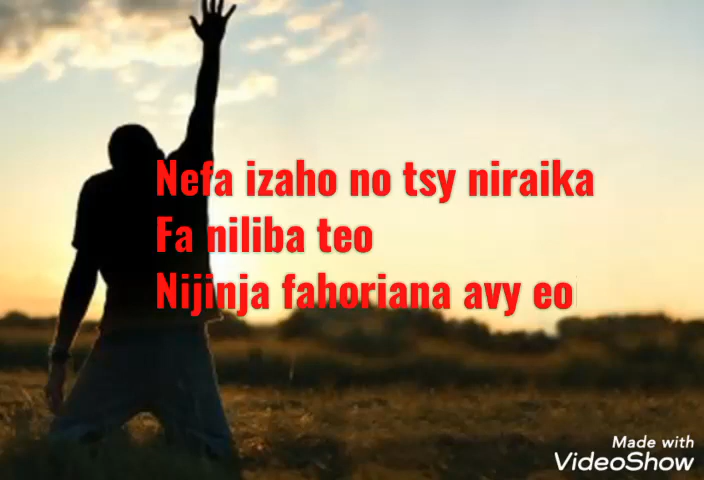 Nefa izaho no tsy niraika
Fa niliba teo
Nijinja fahoriana avy eo
Made with
VideoShow